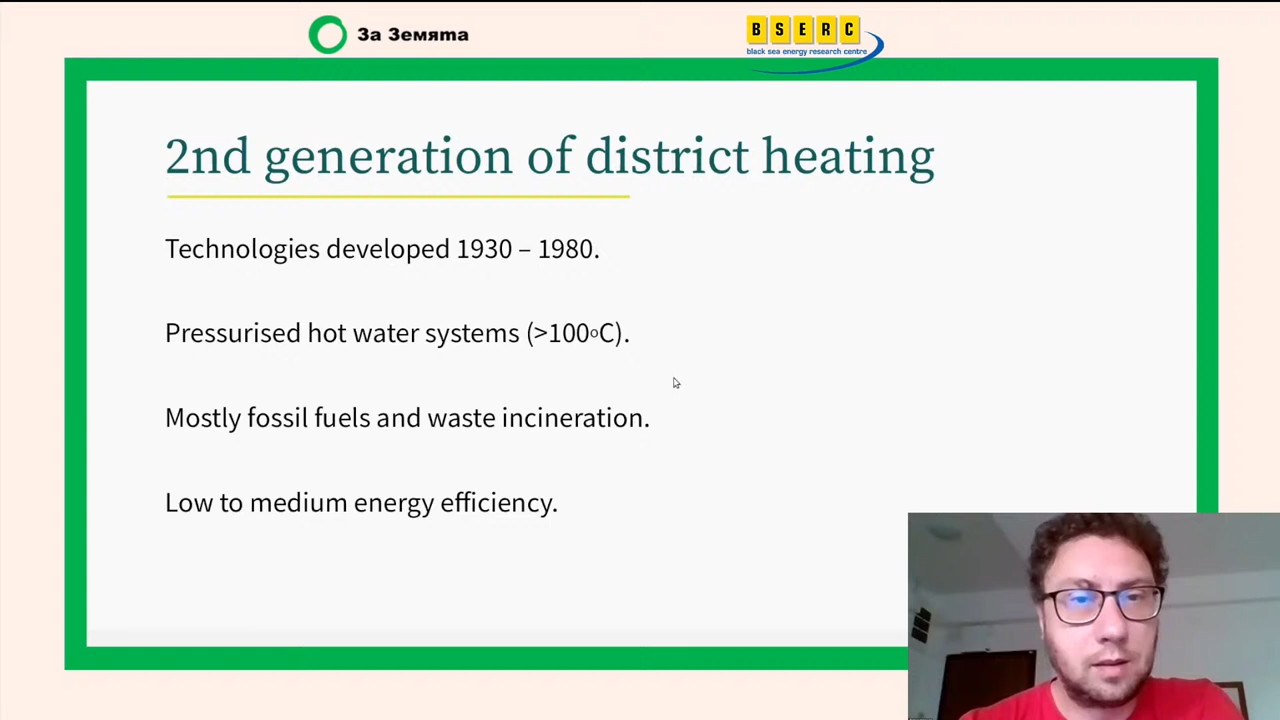 За Земята
BSERC
black sea energy research centre
2nd generation of district heating
Technologies developed 1930 – 1980.
Pressurised hot water systems (>100oC).
Mostly fossil fuels and waste incineration.
Low to medium energy efficiency.